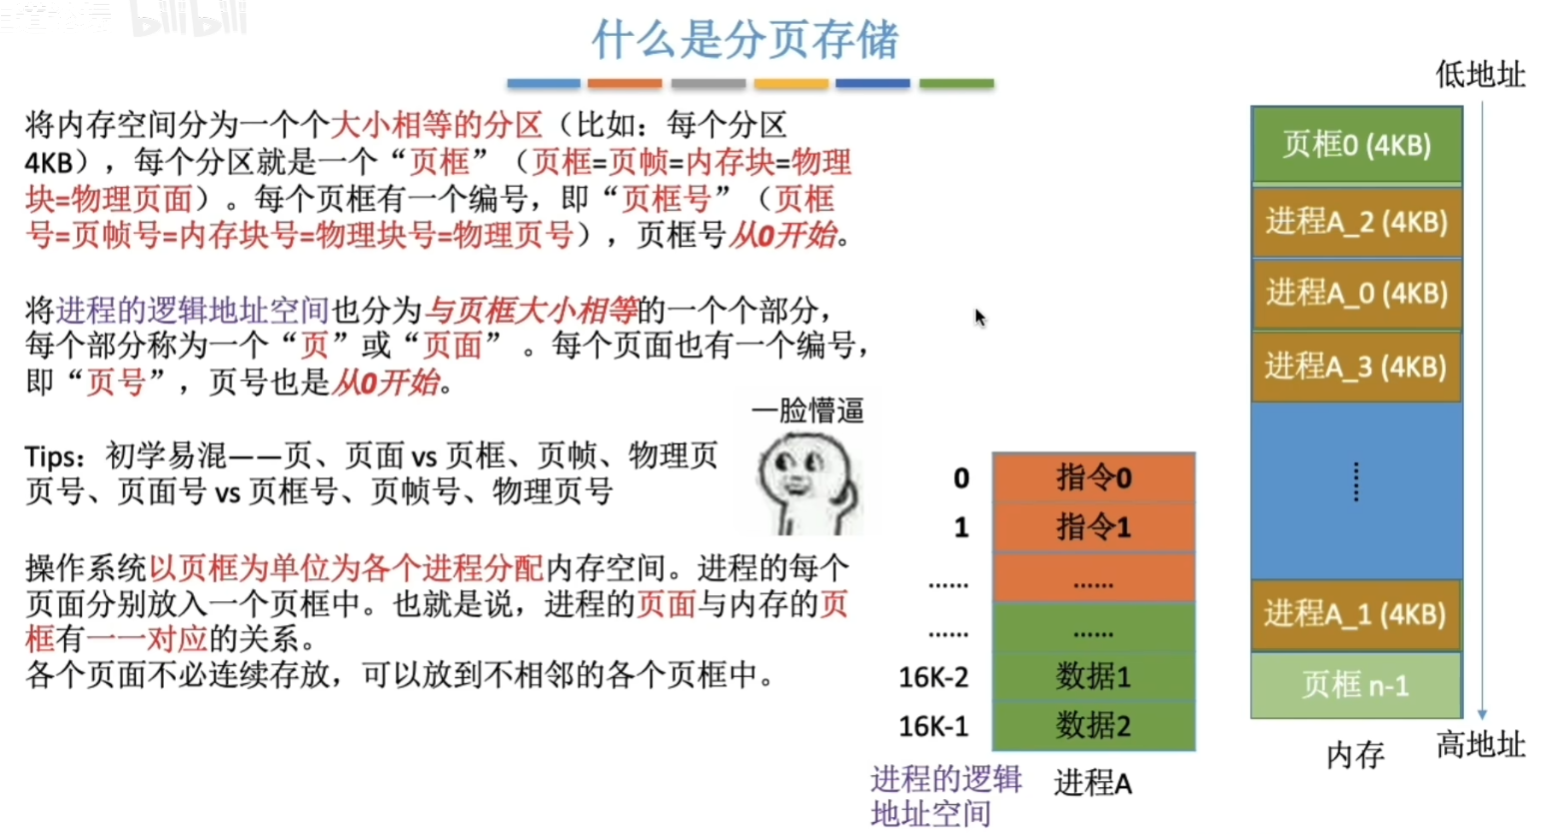 bilibili
什么是分页存储
将内存空间分为一个个大小相等的分区（比如：每个分区
4KB），每个分区就是一个“页框”（页框=页帧=内存块=物理
块=物理页面）。每个页框有一个编号，即“页框号”（页框
号=页帧号=内存块号=物理块号=物理页号），页框号从0开始。
将进程的逻辑地址空间也分为与页框大小相等的一个个部分，
每个部分称为一个“页”或“页面” 。每个页面也有一个编号，
即“页号”，页号也是从0开始。
Tips：初学易混——页、页面 vs 页框、页帧、物理页
页号、页面号 vs 页框号、页帧号、物理页号
一脸懵逼
操作系统以页框为单位为各个进程分配内存空间。进程的每个
页面分别放入一个页框中。也就是说，进程的页面与内存的页
框有一一对应的关系。
各个页面不必连续存放，可以放到不相邻的各个页框中。
0 指令0
1 指令1
…… ……
…… ……
16K-2 数据1
16K-1 数据2
进程的逻辑
地址空间
进程A
低地址
页框0 (4KB)
进程A_2 (4KB)
进程A_0 (4KB)
进程A_3 (4KB)
……
进程A_1 (4KB)
页框 n-1
内存
高地址